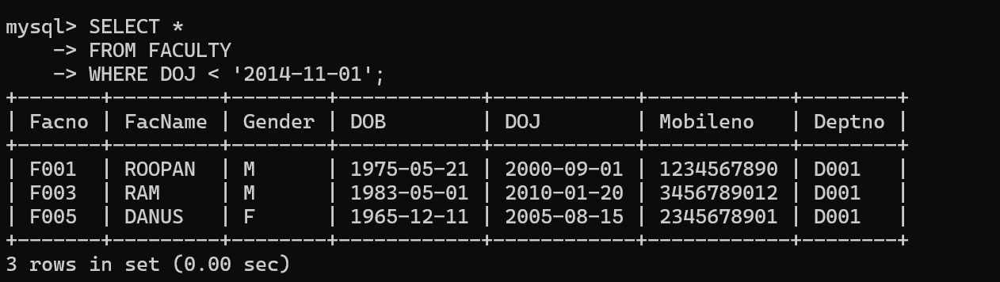 mysql> SELECT *
    -> FROM FACULTY
    -> WHERE DOJ < '2014-11-01';
+-------+---------+--------+------------+------------+------------+--------+
| Facno | FacName | Gender | DOB        | DOJ        | Mobileno   | Deptno |
+-------+---------+--------+------------+------------+------------+--------+
| F001  | ROOPAN  | M      | 1975-05-21 | 2000-09-01 | 1234567890 | D001   |
| F003  | RAM     | M      | 1983-05-01 | 2010-01-20 | 3456789012 | D001   |
| F005  | DANUS   | F      | 1965-12-11 | 2005-08-15 | 2345678901 | D001   |
+-------+---------+--------+------------+------------+------------+--------+
3 rows in set (0.00 sec)